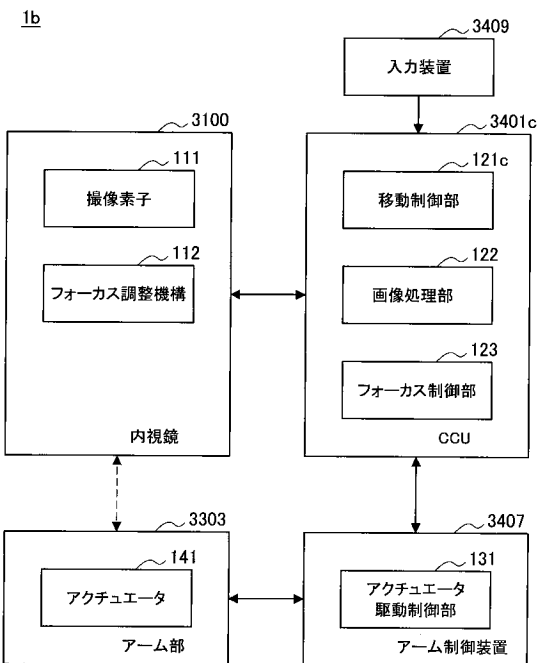 1b
3409
入力装置
3100
3401c
111
撮像素子
121c
移動制御部
112
フォーカス調整機構
122
画像処理部
123
フォーカス制御部
内視鏡
CCU
3303
3407
141
アクチュエータ
131
アクチュエータ
駆動制御部
アーム部
アーム制御装置